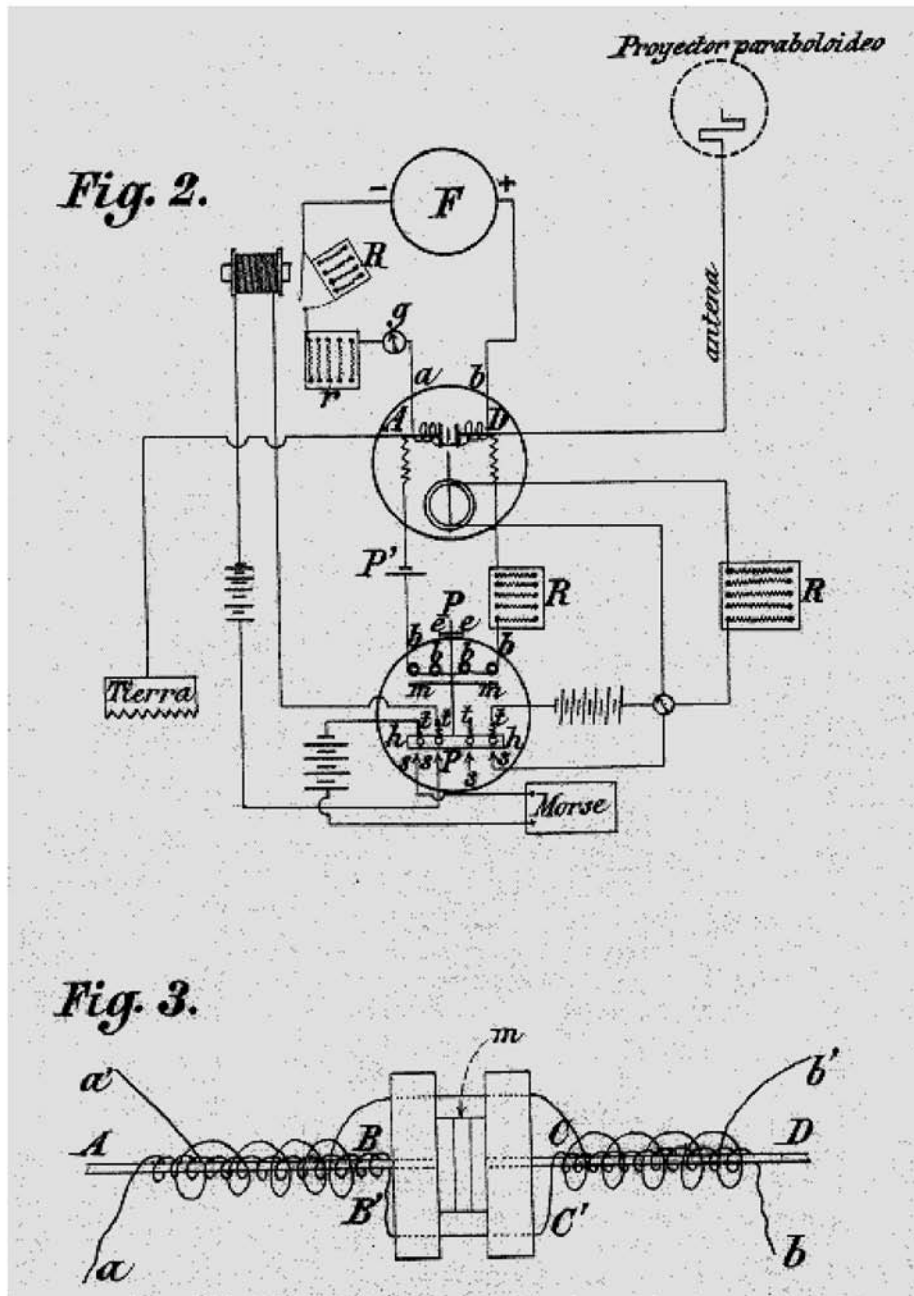 Proyector paraboloideo
Fig. 2.
- F +
R
antena
g
r
a b
A D
P'
R
R
P
e e
b b b b
m m
Tierra
t t t t
h h
s s P s s
Morse
Fig. 3.
m
a' b'
A B C D
B' C'
a b